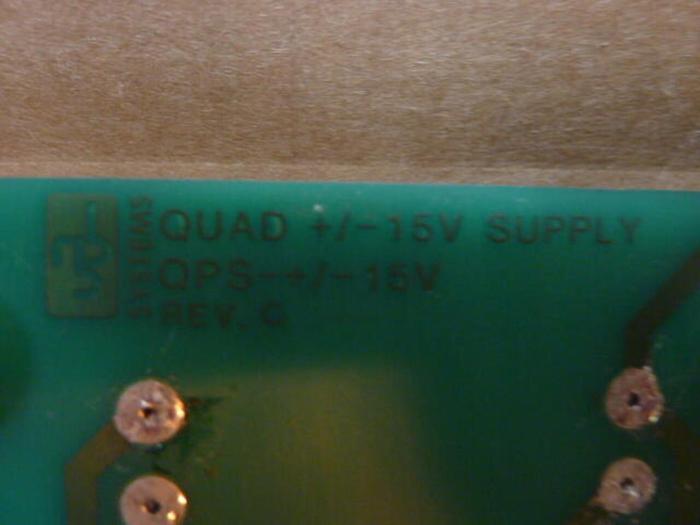 SYSTEMS
QUAD +/-15V SUPPLY
QPS-+/-15V
REV. C